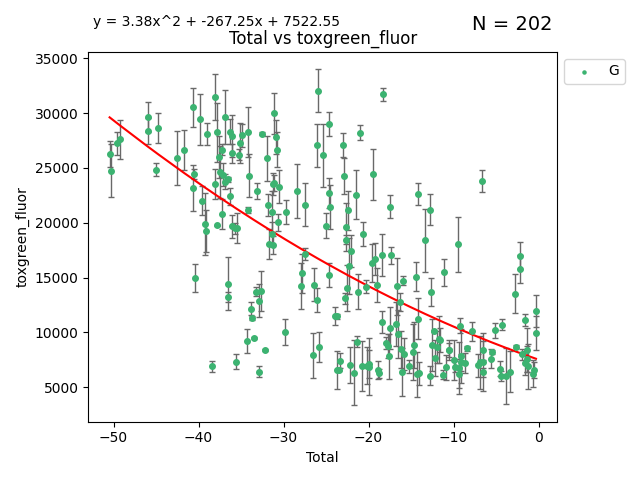 y = 3.38x^2 + -267.25x + 7522.55
N = 202
Total vs toxgreen_fluor
G
35000
30000
25000
20000
15000
10000
5000
toxgreen_fluor
−50 −40 −30 −20 −10 0
Total